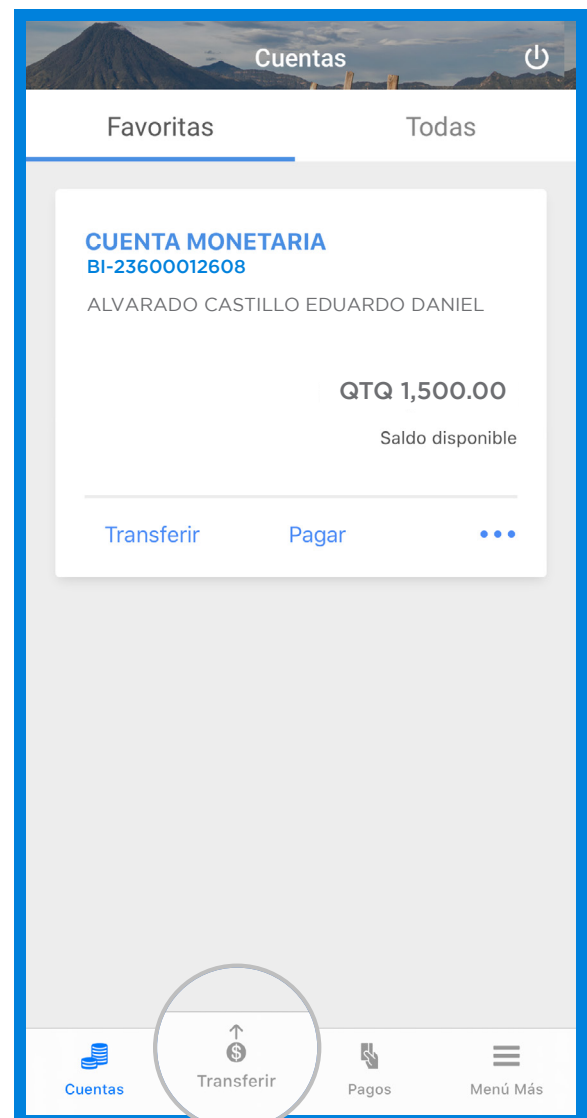 Cuentas
Favoritas Todas
CUENTA MONETARIA
BI-23600012608
ALVARADO CASTILLO EDUARDO DANIEL
QTQ 1,500.00
Saldo disponible
Transferir Pagar
Cuentas Transferir Pagos Menú Más